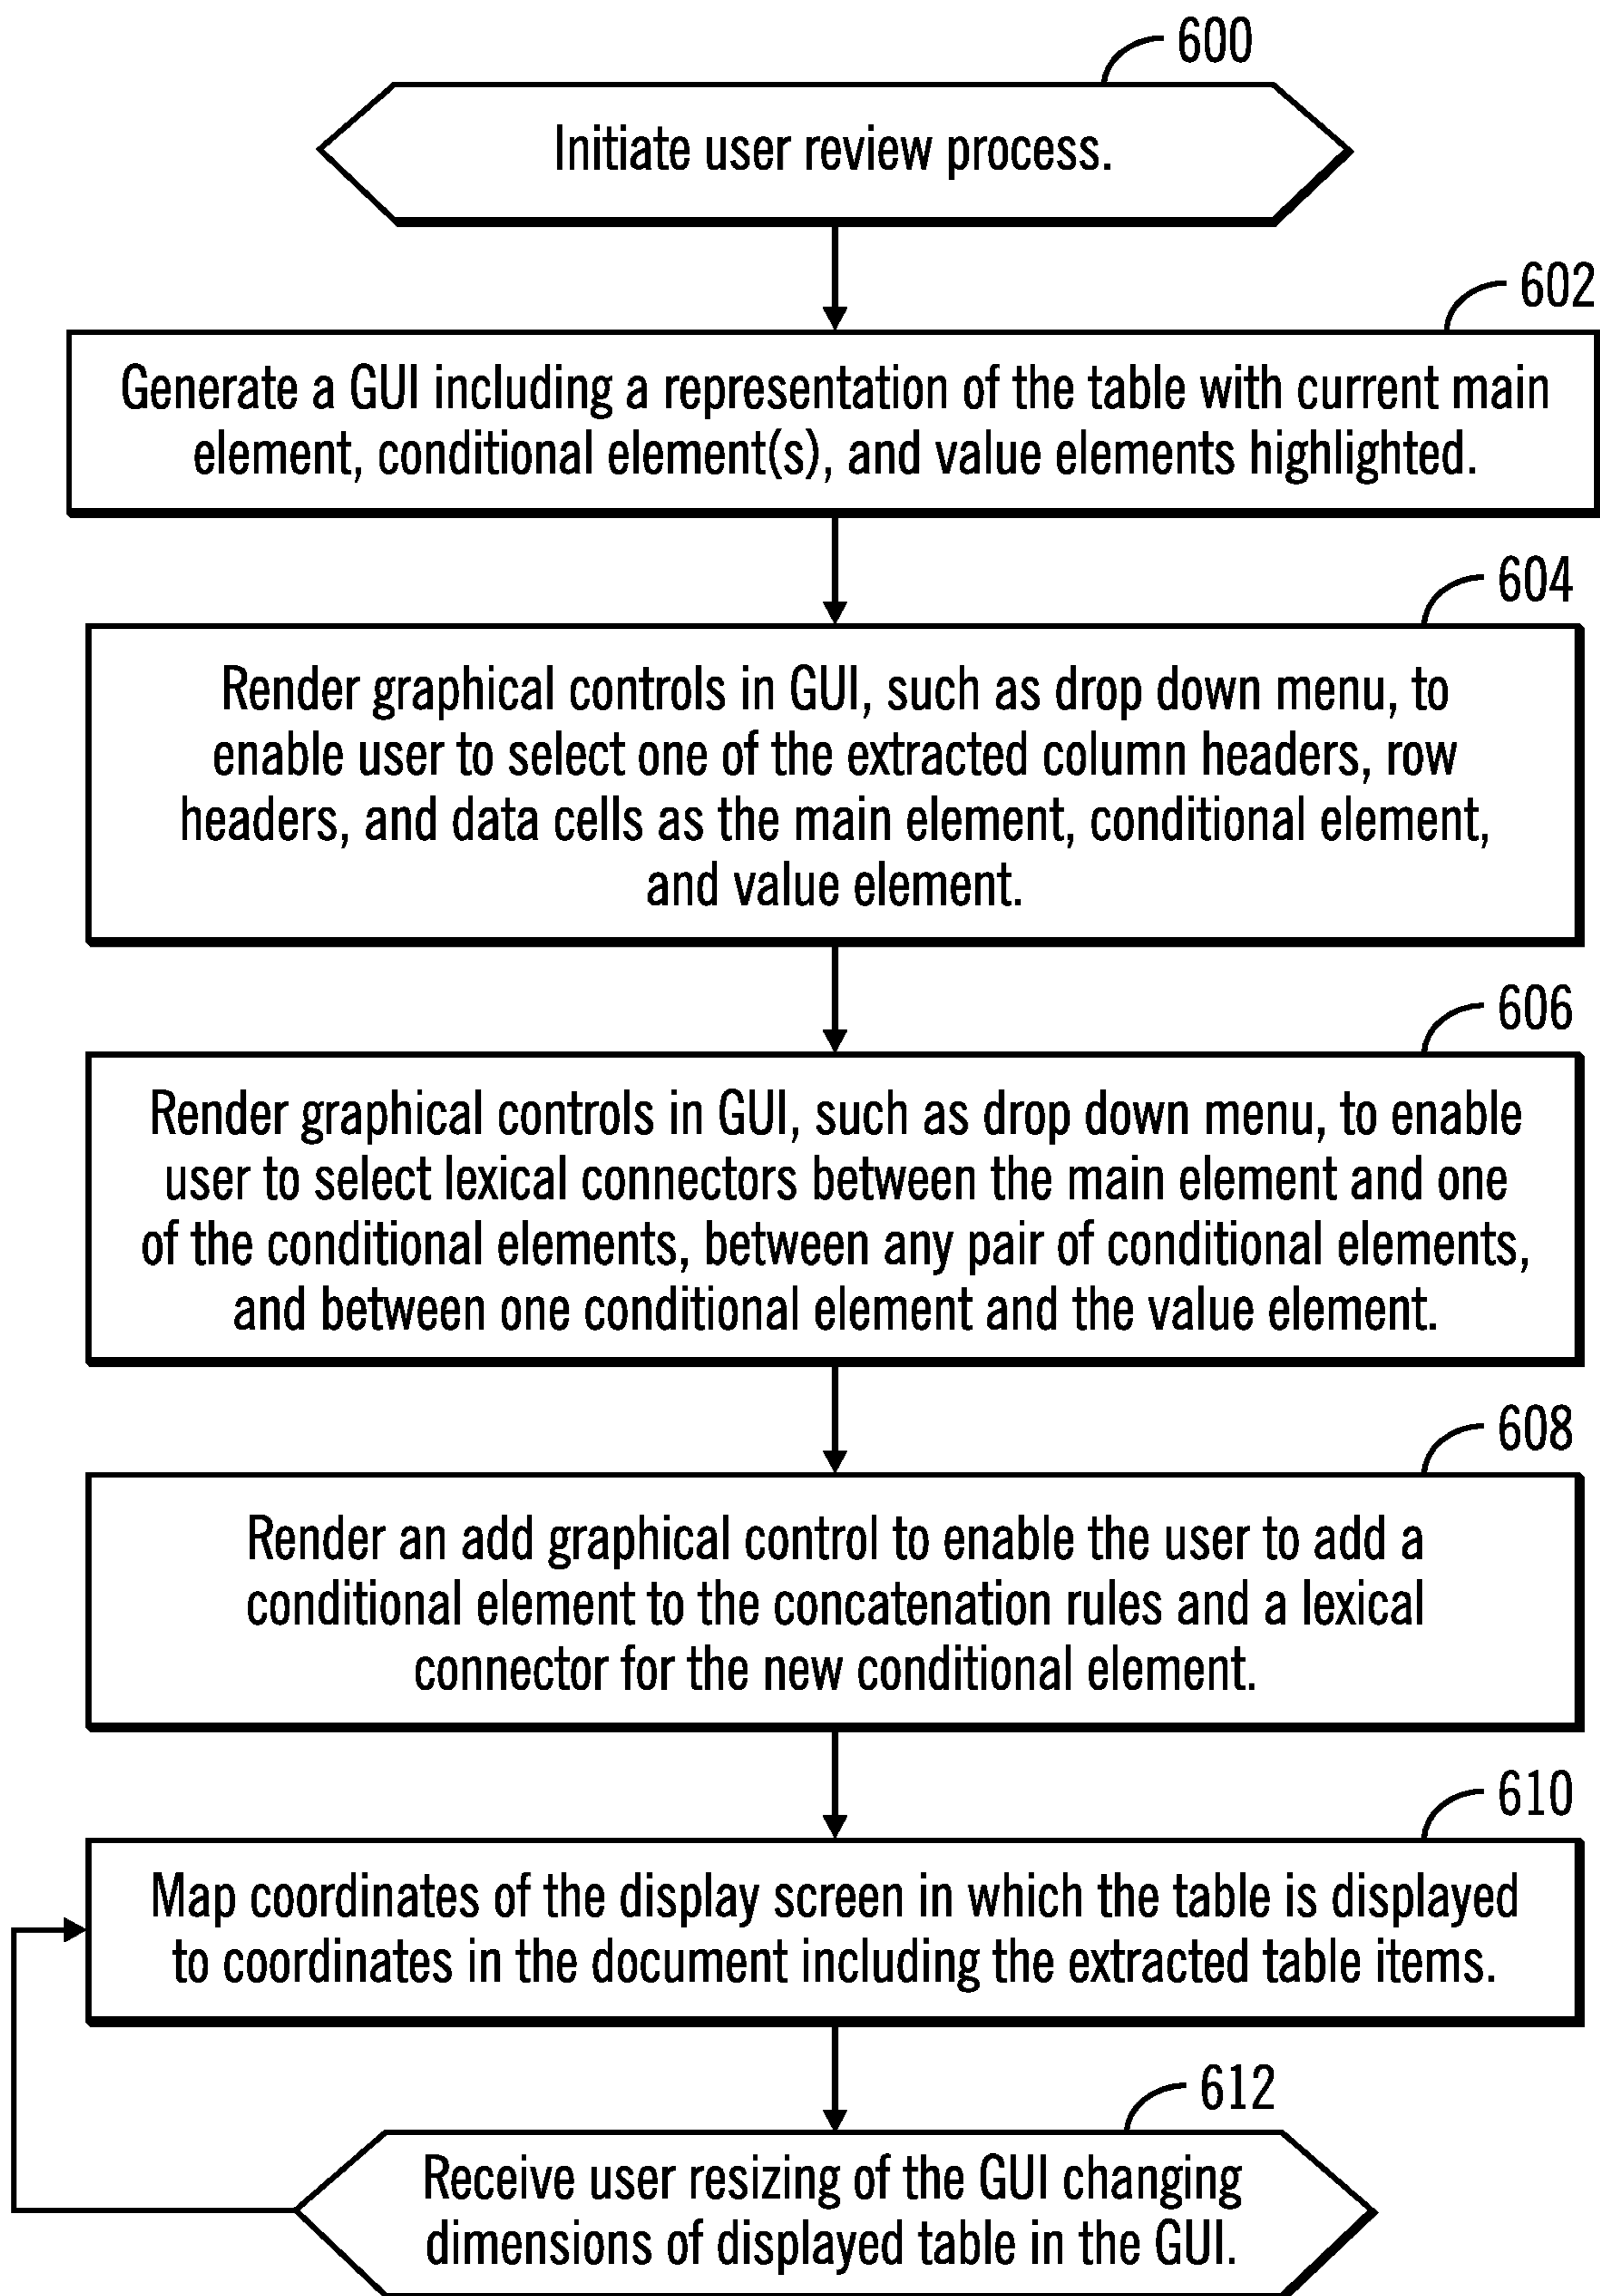 600
Initiate user review process.
602
Generate a GUI including a representation of the table with current main
element, conditional element(s), and value elements highlighted.
604
Render graphical controls in GUI, such as drop down menu, to
enable user to select one of the extracted column headers, row
headers, and data cells as the main element, conditional element,
and value element.
606
Render graphical controls in GUI, such as drop down menu, to enable
user to select lexical connectors between the main element and one
of the conditional elements, between any pair of conditional elements,
and between one conditional element and the value element.
608
Render an add graphical control to enable the user to add a
conditional element to the concatenation rules and a lexical
connector for the new conditional element.
610
Map coordinates of the display screen in which the table is displayed
to coordinates in the document including the extracted table items.
612
Receive user resizing of the GUI changing
dimensions of displayed table in the GUI.